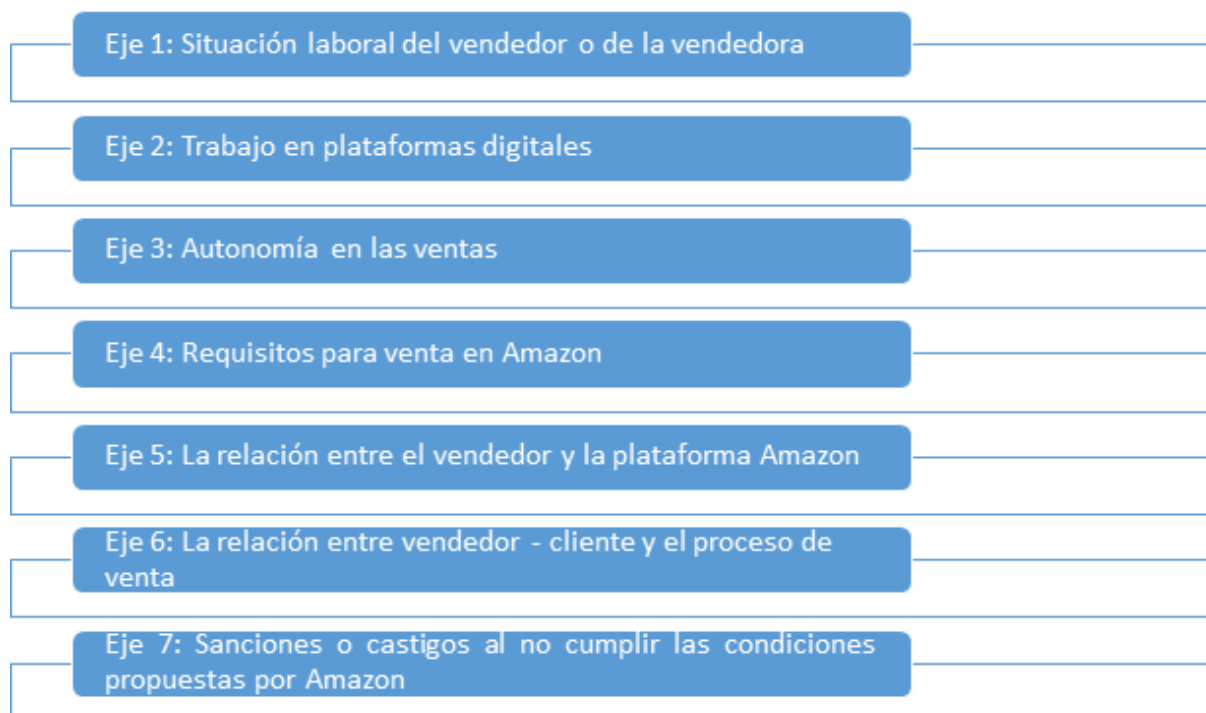 Eje 1: Situación laboral del vendedor o de la vendedora
Eje 2: Trabajo en plataformas digitales
Eje 3: Autonomía en las ventas
Eje 4: Requisitos para venta en Amazon
Eje 5: La relación entre el vendedor y la plataforma Amazon
Eje 6: La relación entre vendedor - cliente y el proceso de
venta
Eje 7: Sanciones o castigos al no cumplir las condiciones
propuestas por Amazon